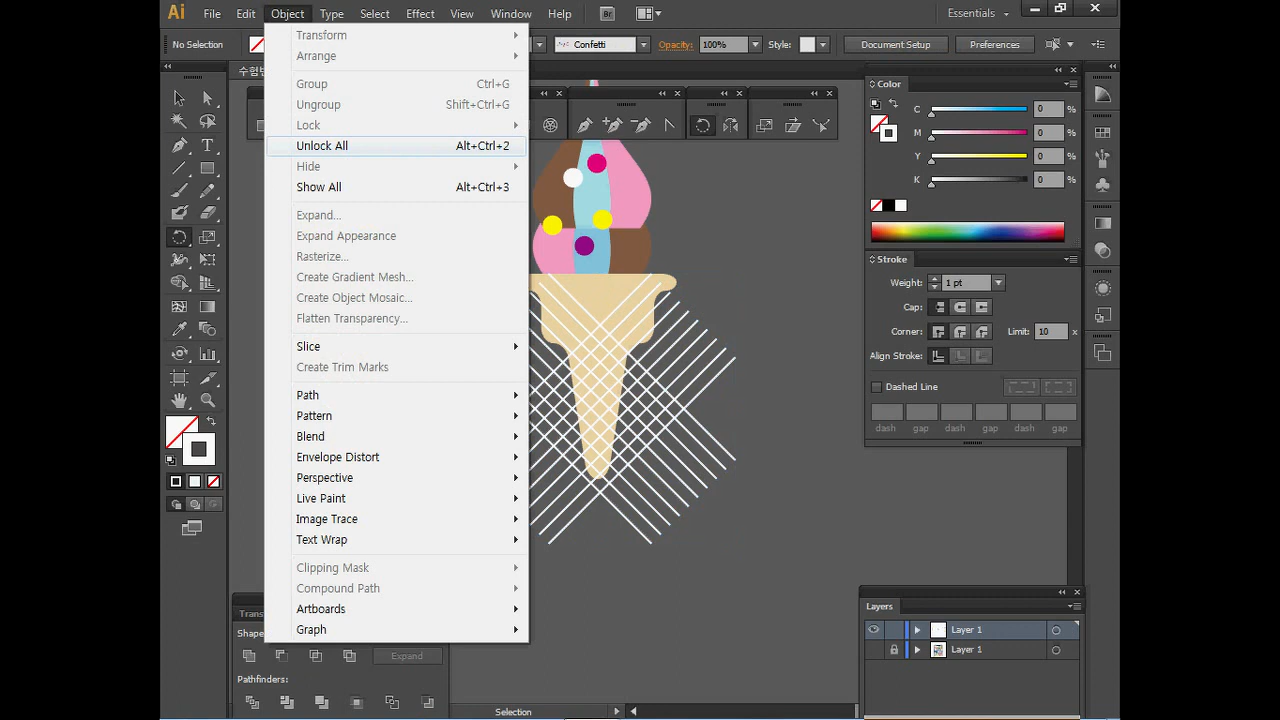 Ai File Edit Object Type Select Effect View Window Help Br Essentials
No Selection Confetti Opacity: 100% Style: Document Setup Preferences
Transform
Arrange
Group Ctrl+G
Ungroup Shift+Ctrl+G
Lock
Unlock All Alt+Ctrl+2
Hide
Show All Alt+Ctrl+3
Expand...
Expand Appearance
Rasterize...
Create Gradient Mesh...
Create Object Mosaic...
Flatten Transparency...
Slice
Create Trim Marks
Path
Pattern
Blend
Envelope Distort
Perspective
Live Paint
Image Trace
Text Wrap
Clipping Mask
Compound Path
Artboards
Graph
Color
C 0 %
M 0 %
Y 0 %
K 0 %
Stroke
Weight: 1 pt
Cap:
Corner: Limit: 10 x
Align Stroke:
Dashed Line
dash gap dash gap dash gap
Layers
Layer 1
Layer 1
Shape
Expand
Pathfinders:
Selection